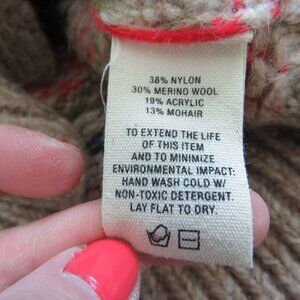 38% NYLON
30% MERINO WOOL
19% ACRYLIC
13% MOHAIR
TO EXTEND THE LIFE
OF THIS ITEM
AND TO MINIMIZE
ENVIRONMENTAL IMPACT:
HAND WASH COLD W/
NON-TOXIC DETERGENT.
LAY FLAT TO DRY.